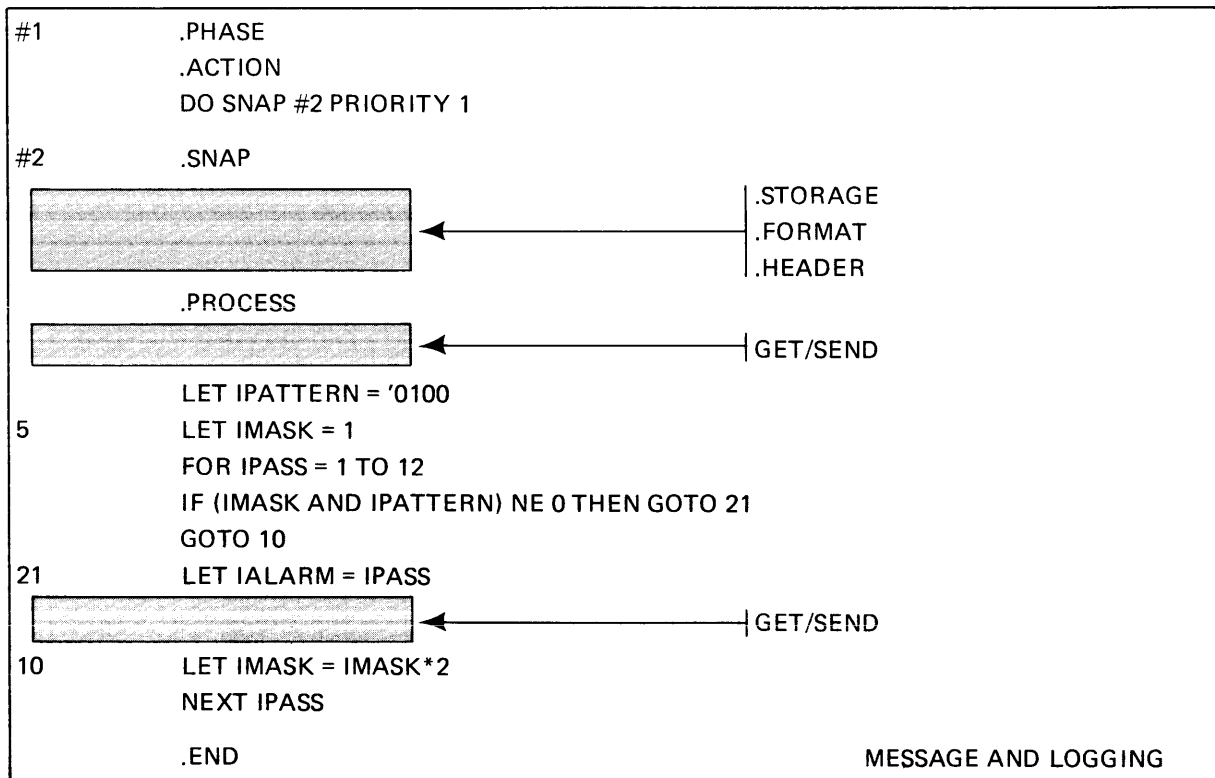 #1 .PHASE
.ACTION
DO SNAP #2 PRIORITY 1
#2 .SNAP
.STORAGE
.FORMAT
.HEADER
.PROCESS
GET/SEND
LET IPATTERN = '0100
5 LET IMASK = 1
FOR IPASS = 1 TO 12
IF (IMASK AND IPATTERN) NE 0 THEN GOTO 21
GOTO 10
21 LET IALARM = IPASS
GET/SEND
10 LET IMASK = IMASK*2
NEXT IPASS
.END MESSAGE AND LOGGING